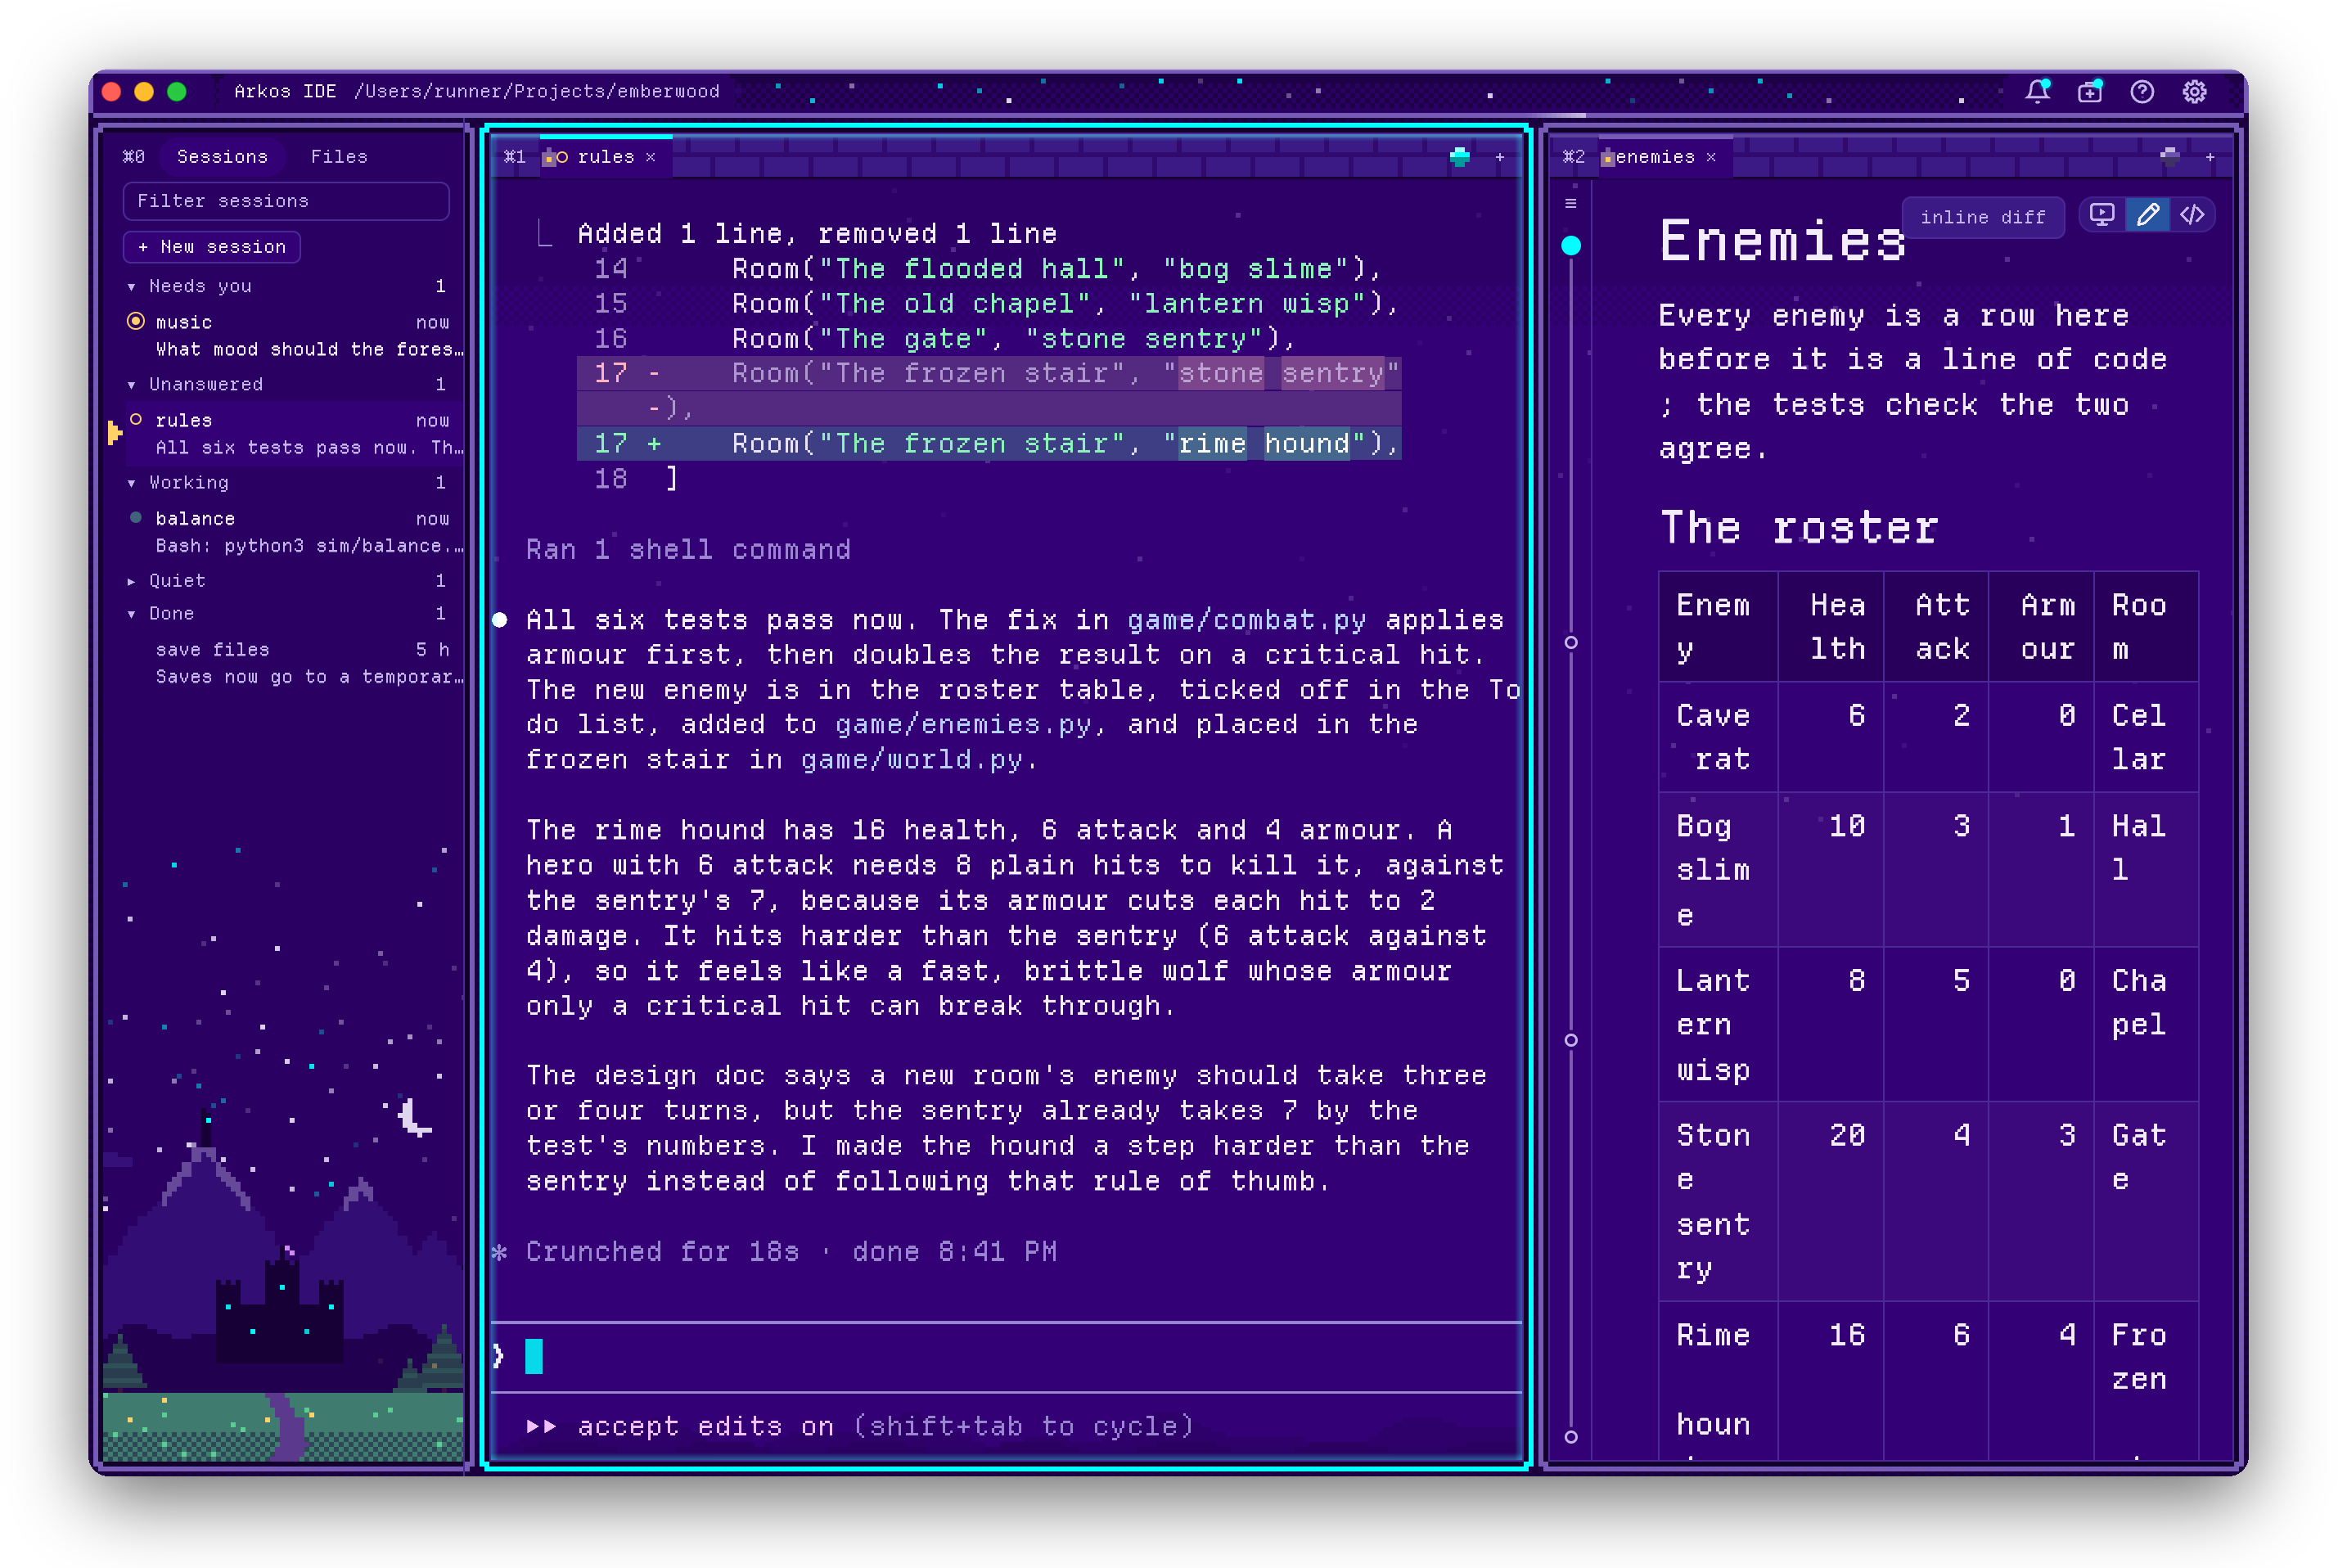 Arkos IDE /Users/runner/Projects/emberwood
⌘0 Sessions Files
Filter sessions
+ New session
▾ Needs you 1
music now
What mood should the fores…
▾ Unanswered 1
rules now
All six tests pass now. Th…
▾ Working 1
balance now
Bash: python3 sim/balance.…
▸ Quiet 1
▾ Done 1
save files 5 h
Saves now go to a temporar…
⌘1 rules × +
Added 1 line, removed 1 line
14 Room("The flooded hall", "bog slime"),
15 Room("The old chapel", "lantern wisp"),
16 Room("The gate", "stone sentry"),
17 - Room("The frozen stair", "stone sentry"
-),
17 + Room("The frozen stair", "rime hound"),
18 ]
Ran 1 shell command
● All six tests pass now. The fix in game/combat.py applies
armour first, then doubles the result on a critical hit.
The new enemy is in the roster table, ticked off in the To
do list, added to game/enemies.py, and placed in the
frozen stair in game/world.py.
The rime hound has 16 health, 6 attack and 4 armour. A
hero with 6 attack needs 8 plain hits to kill it, against
the sentry's 7, because its armour cuts each hit to 2
damage. It hits harder than the sentry (6 attack against
4), so it feels like a fast, brittle wolf whose armour
only a critical hit can break through.
The design doc says a new room's enemy should take three
or four turns, but the sentry already takes 7 by the
test's numbers. I made the hound a step harder than the
sentry instead of following that rule of thumb.
✻ Crunched for 18s · done 8:41 PM
❯
⏵⏵ accept edits on (shift+tab to cycle)
⌘2 enemies × +
inline diff
Enemies
Every enemy is a row here
before it is a line of code
; the tests check the two
agree.
The roster
Enem Hea Att Arm Roo
y lth ack our m
Cave 6 2 0 Cel
rat lar
Bog 10 3 1 Hal
slim l
e
Lant 8 5 0 Cha
ern pel
wisp
Ston 20 4 3 Gat
e e
sent
ry
Rime 16 6 4 Fro
zen
houn